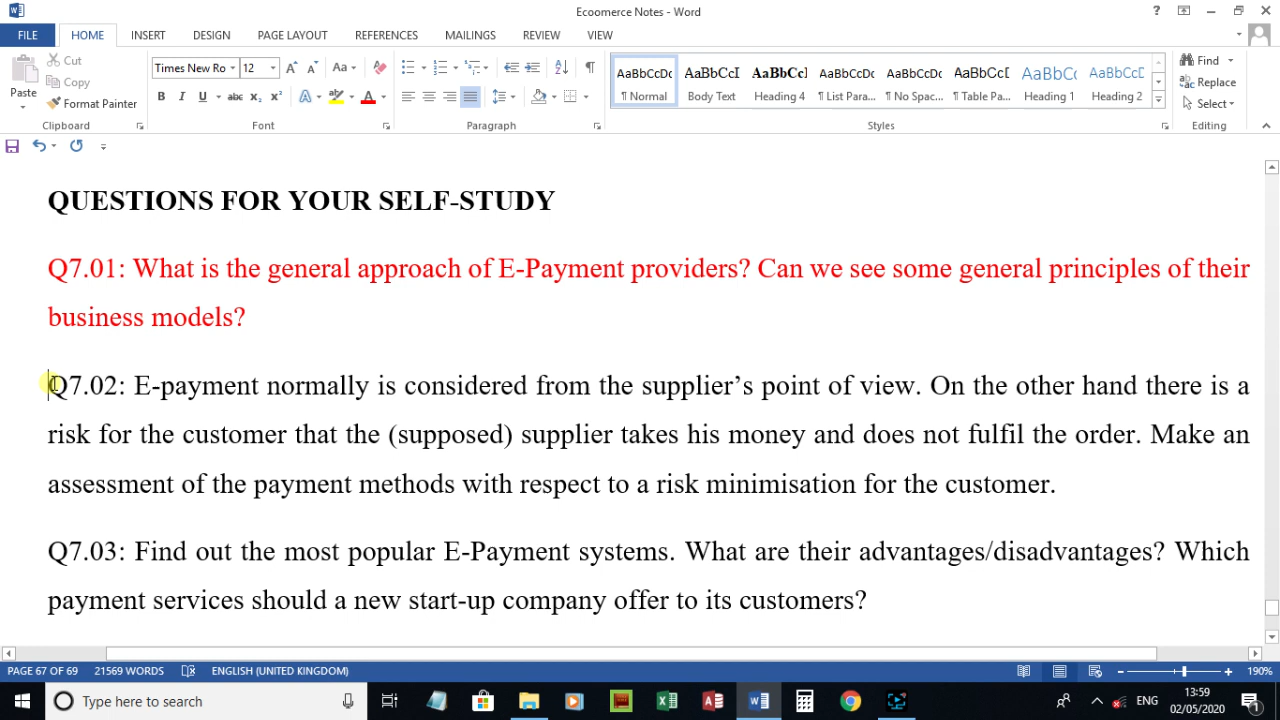 Ecoomerce Notes - Word
?
FILE HOME INSERT DESIGN PAGE LAYOUT REFERENCES MAILINGS REVIEW VIEW
Paste
Cut
Copy
Format Painter
Clipboard
Times New Ro 12 Aa
B I U abc x₂ x²
A ab A
Font
Paragraph
AaBbCcDc AaBbCcI AaBbCcI AaBbCcDc AaBbCcDc AaBbCcD AaBbCc AaBbCcD
¶ Normal Body Text Heading 4 ¶ List Para... ¶ No Spac... ¶ Table Pa... Heading 1 Heading 2
Styles
Find
Replace
Select
Editing
QUESTIONS FOR YOUR SELF-STUDY
Q7.01: What is the general approach of E-Payment providers? Can we see some general principles of their
business models?
Q7.02: E-payment normally is considered from the supplier’s point of view. On the other hand there is a
risk for the customer that the (supposed) supplier takes his money and does not fulfil the order. Make an
assessment of the payment methods with respect to a risk minimisation for the customer.
Q7.03: Find out the most popular E-Payment systems. What are their advantages/disadvantages? Which
payment services should a new start-up company offer to its customers?
PAGE 67 OF 69 21569 WORDS ENGLISH (UNITED KINGDOM) 190%
Type here to search
ENG
13:59
02/05/2020
1